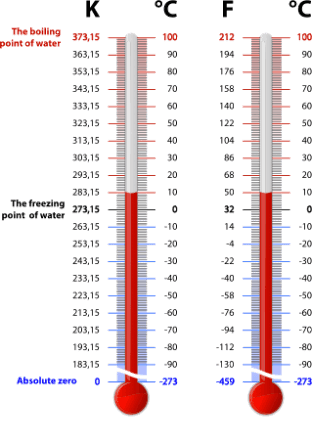 K °C F °C
The boiling 373,15 100 212 100
point of water 363,15 90 194 90
353,15 80 176 80
343,15 70 158 70
333,15 60 140 60
323,15 50 122 50
313,15 40 104 40
303,15 30 86 30
293,15 20 68 20
283,15 10 50 10
The freezing 273,15 0 32 0
point of water
263,15 -10 14 -10
253,15 -20 -4 -20
243,15 -30 -22 -30
233,15 -40 -40 -40
223,15 -50 -58 -50
213,15 -60 -76 -60
203,15 -70 -94 -70
193,15 -80 -112 -80
183,15 -90 -130 -90
Absolute zero 0 -273 -459 -273